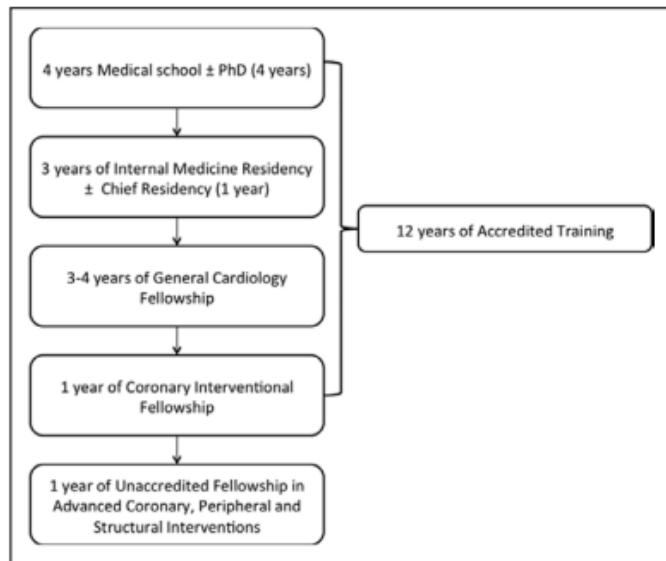 4 years Medical school ± PhD (4 years)
3 years of Internal Medicine Residency
± Chief Residency (1 year)
12 years of Accredited Training
3-4 years of General Cardiology
Fellowship
1 year of Coronary Interventional
Fellowship
1 year of Unaccredited Fellowship in
Advanced Coronary, Peripheral and
Structural Interventions